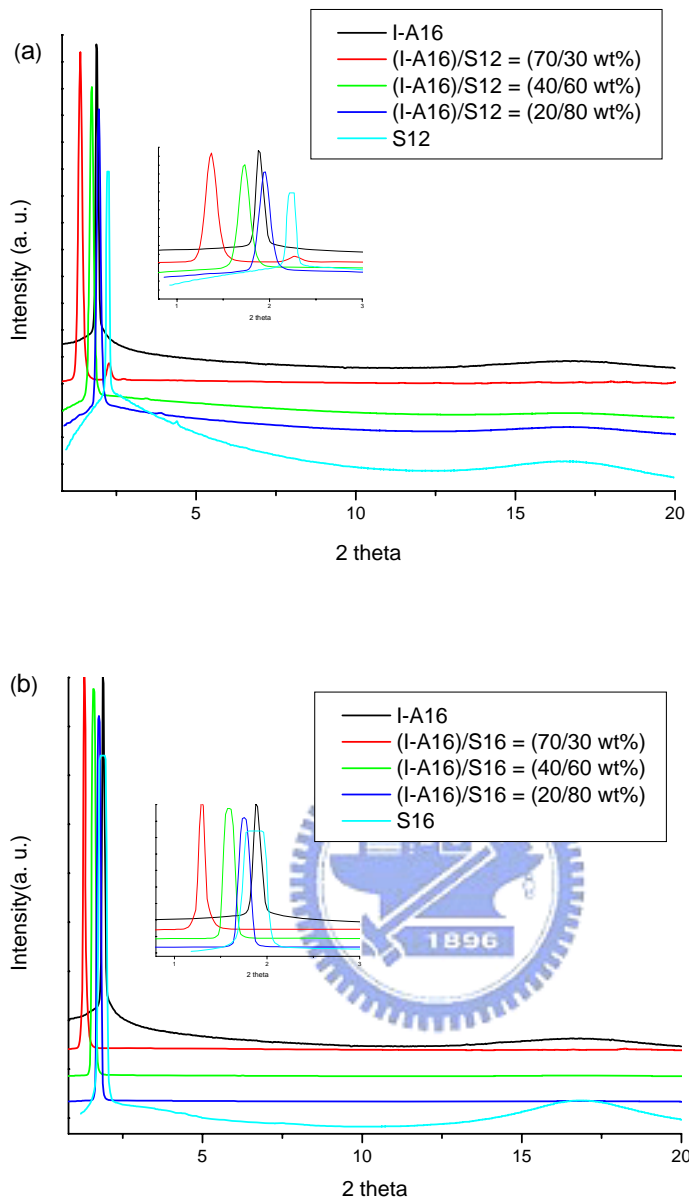 (a)
I-A16
(I-A16)/S12 = (70/30 wt%)
(I-A16)/S12 = (40/60 wt%)
(I-A16)/S12 = (20/80 wt%)
S12
Intensity (a. u.)
1 2 3
2 theta
5 10 15 20
2 theta
(b)
I-A16
(I-A16)/S16 = (70/30 wt%)
(I-A16)/S16 = (40/60 wt%)
(I-A16)/S16 = (20/80 wt%)
S16
Intensity(a. u.)
1 2 3
2 theta
1896
5 10 15 20
2 theta